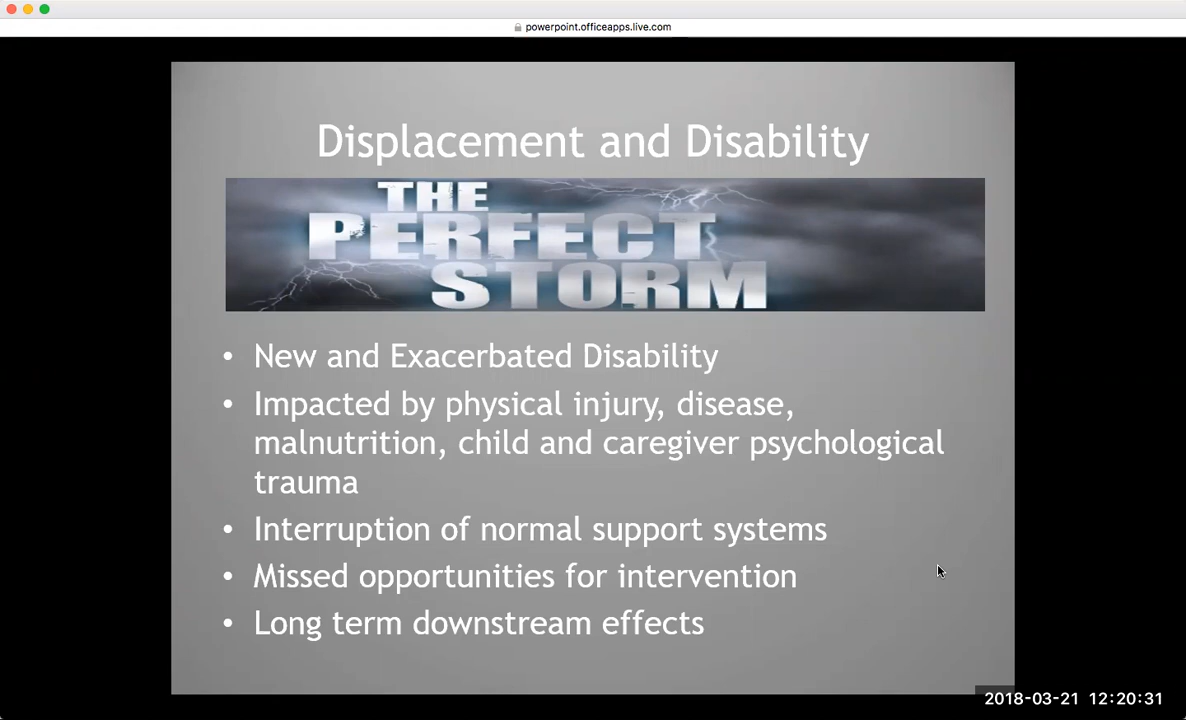 powerpoint.officeapps.live.com
Displacement and Disability
THE
PERFECT
STORM
• New and Exacerbated Disability
• Impacted by physical injury, disease,
malnutrition, child and caregiver psychological
trauma
• Interruption of normal support systems
• Missed opportunities for intervention
• Long term downstream effects
2018-03-21 12:20:31